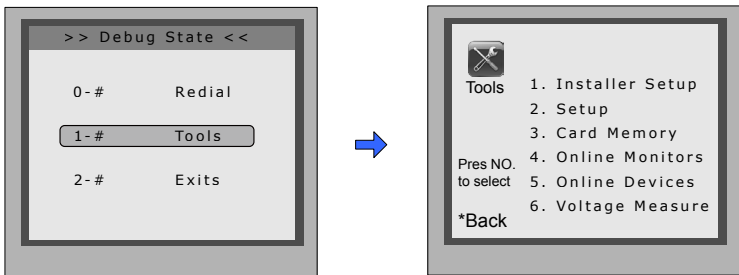 >> Debug State <<
0-# Redial
1-# Tools
2-# Exits
Tools
1. Installer Setup
2. Setup
3. Card Memory
4. Online Monitors
5. Online Devices
6. Voltage Measure
Pres NO.
to select
*Back